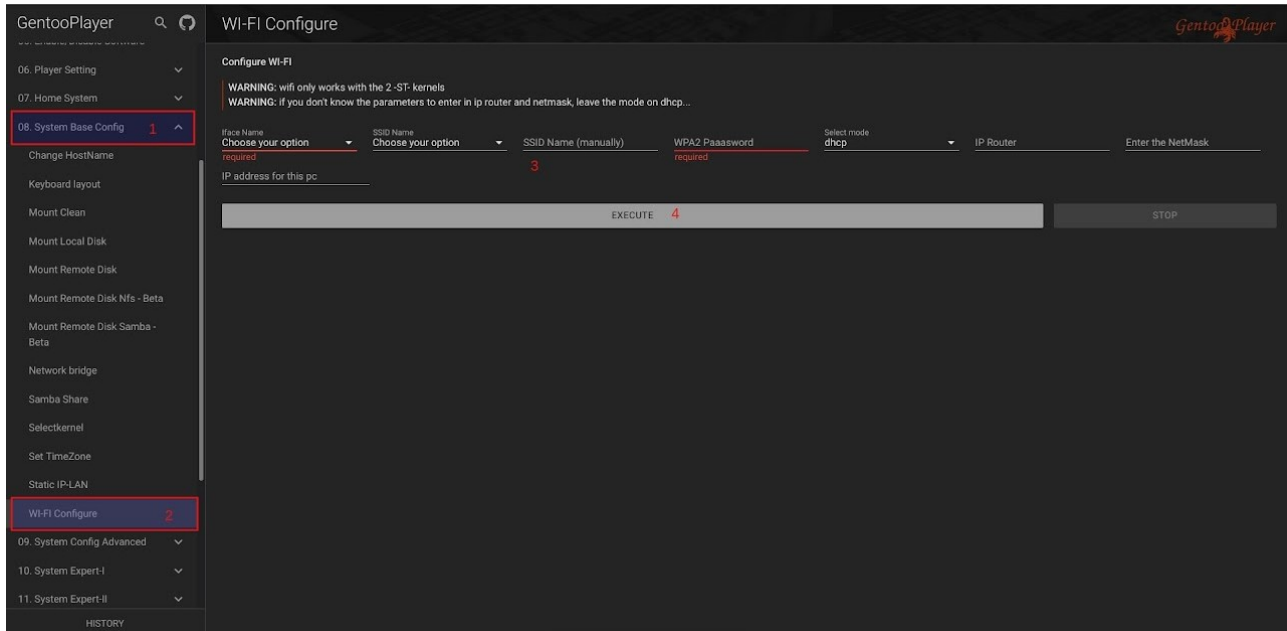 GentooPlayer
06. Player Setting
07. Home System
08. System Base Config 1
Change HostName
Keyboard layout
Mount Clean
Mount Local Disk
Mount Remote Disk
Mount Remote Disk Nfs - Beta
Mount Remote Disk Samba -
Beta
Network bridge
Samba Share
Selectkernel
Set TimeZone
Static IP-LAN
WI-FI Configure 2
09. System Config Advanced
10. System Expert-I
11. System Expert-II
HISTORY
WI-FI Configure
GentooPlayer
Configure WI-FI
WARNING: wifi only works with the 2 -ST- kernels
WARNING: if you don't know the parameters to enter in ip router and netmask, leave the mode on dhcp...
Iface Name SSID Name Select mode
Choose your option Choose your option SSID Name (manually) WPA2 Paaasword dhcp IP Router Enter the NetMask
required 3 required
IP address for this pc
EXECUTE 4 STOP